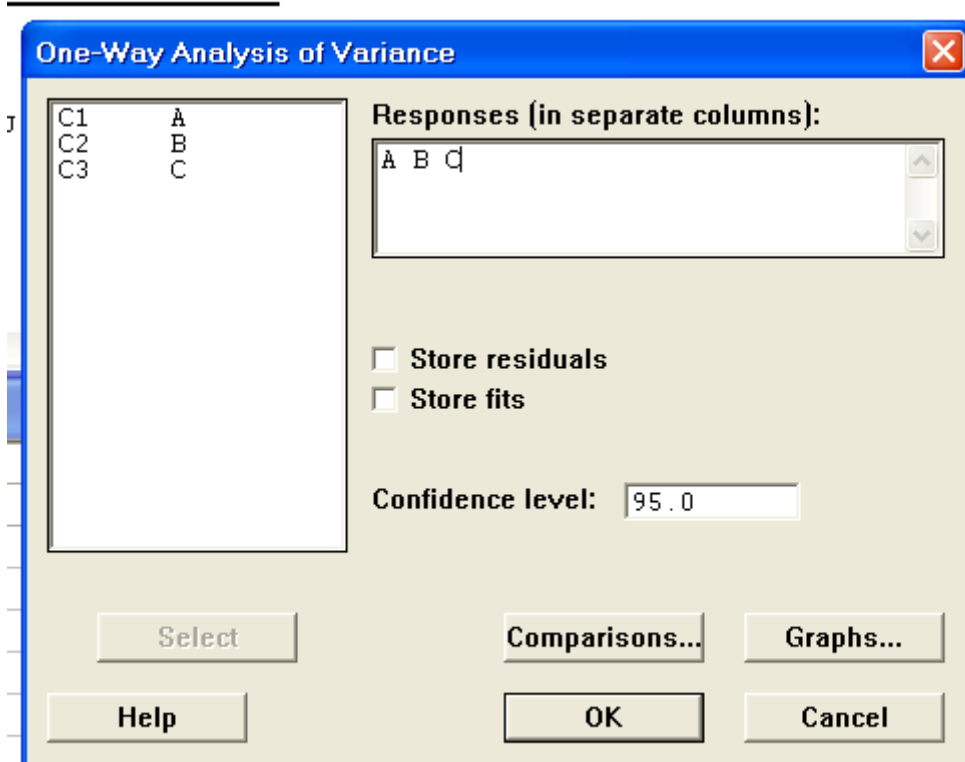 One-Way Analysis of Variance
C1 A
C2 B
C3 C
Responses (in separate columns):
A B C
Store residuals
Store fits
Confidence level: 95.0
Select
Comparisons...
Graphs...
Help
OK
Cancel